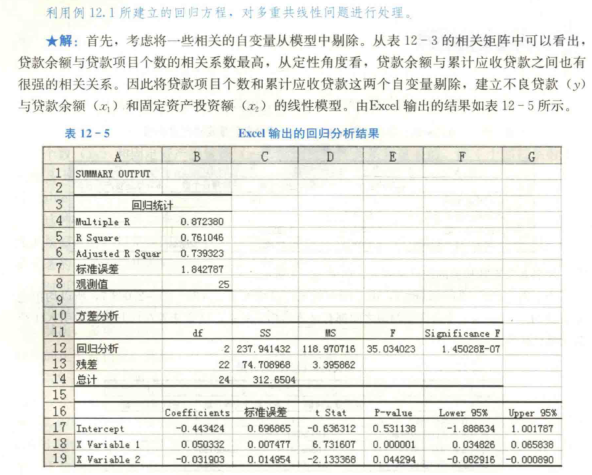 利用例 12.1 所建立的回归方程，对多重共线性问题进行处理。
★解：首先，考虑将一些相关的自变量从模型中剔除。从表 12-3 的相关矩阵中可以看出，
贷款余额与贷款项目个数的相关系数最高，从定性角度看，贷款余额与累计应收贷款之间也有
很强的相关关系。因此将贷款项目个数和累计应收贷款这两个自变量剔除，建立不良贷款（y）
与贷款余额（x₁）和固定资产投资额（x₂）的线性模型。由Excel 输出的结果如表 12-5 所示。
表 12-5 Excel 输出的回归分析结果
A B C D E F G
1 SUMMARY OUTPUT
2
3 回归统计
4 Multiple R 0.872380
5 R Square 0.761046
6 Adjusted R Squar 0.739323
7 标准误差 1.842787
8 观测值 25
9
10 方差分析
11 df SS MS F Significance F
12 回归分析 2 237.941432 118.970716 35.034023 1.45028E-07
13 残差 22 74.708968 3.395862
14 总计 24 312.6504
15
16 Coefficients 标准误差 t Stat P-value Lower 95% Upper 95%
17 Intercept -0.443424 0.696865 -0.636312 0.531138 -1.888634 1.001787
18 X Variable 1 0.050332 0.007477 6.731607 0.000001 0.034826 0.065838
19 X Variable 2 -0.031903 0.014954 -2.133368 0.044294 -0.062916 -0.000890